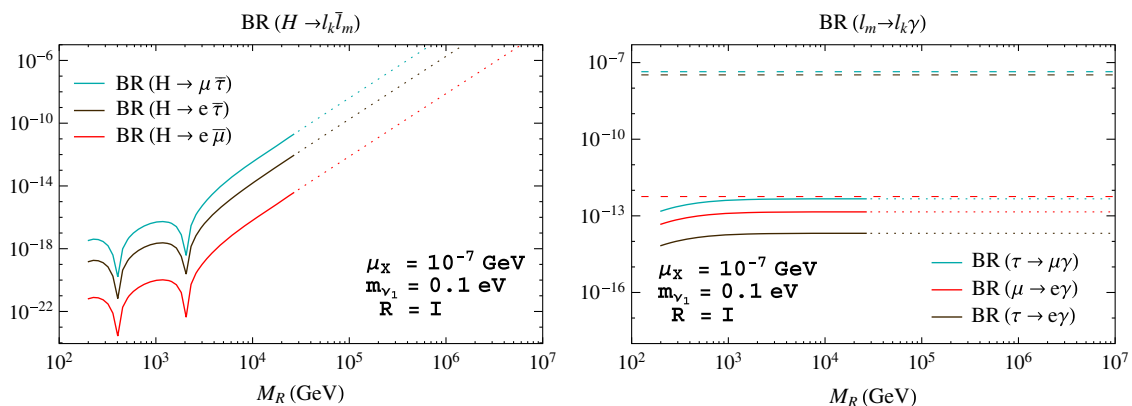 BR (H → l_k l̄_m)
10^-6
10^-10
10^-14
10^-18
10^-22
BR (H → μ τ̄)
BR (H → e τ̄)
BR (H → e μ̄)
μ_X = 10^-7 GeV
m_ν₁ = 0.1 eV
R = I
10^2 10^3 10^4 10^5 10^6 10^7
M_R (GeV)
BR (l_m → l_k γ)
10^-7
10^-10
10^-13
10^-16
μ_X = 10^-7 GeV
m_ν₁ = 0.1 eV
R = I
BR (τ → μγ)
BR (μ → eγ)
BR (τ → eγ)
10^2 10^3 10^4 10^5 10^6 10^7
M_R (GeV)